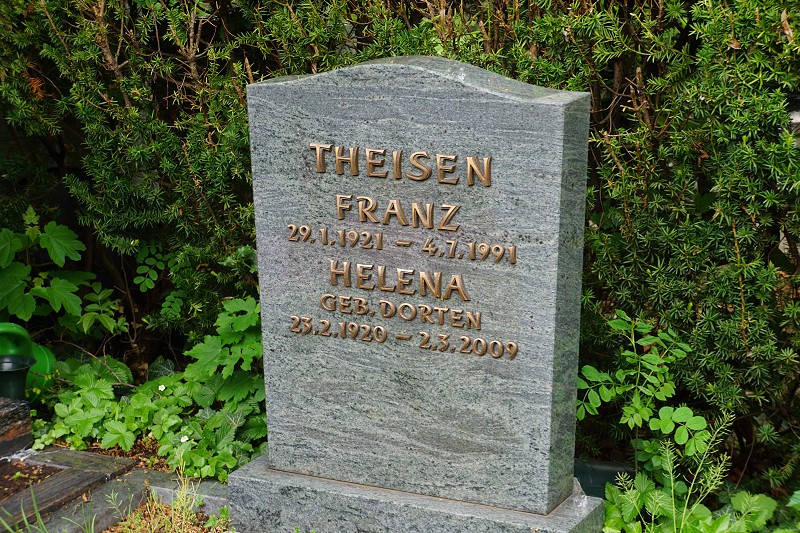 THEISEN
FRANZ
29.1.1921 – 4.7.1991
HELENA
GEB. DORTEN
23.2.1920 – 2.3.2009